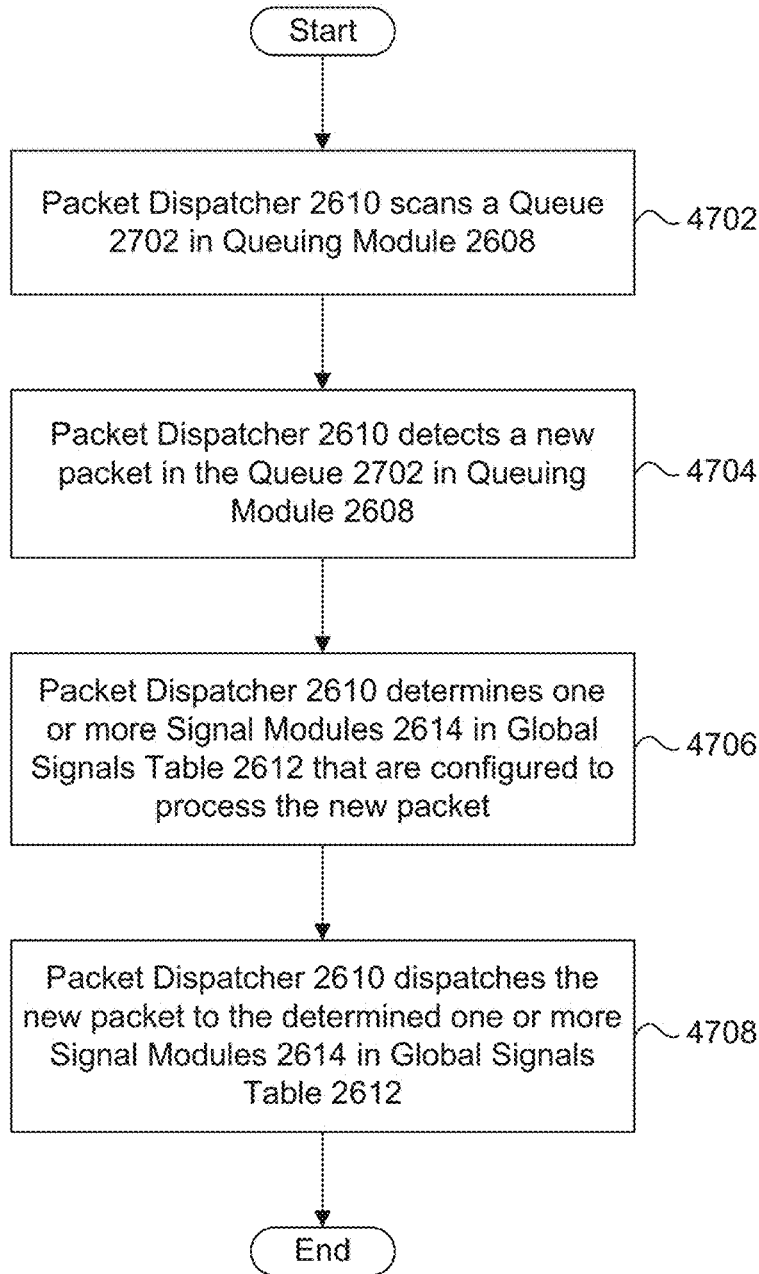 Start
Packet Dispatcher 2610 scans a Queue
2702 in Queuing Module 2608
4702
Packet Dispatcher 2610 detects a new
packet in the Queue 2702 in Queuing
Module 2608
4704
Packet Dispatcher 2610 determines one
or more Signal Modules 2614 in Global
Signals Table 2612 that are configured to
process the new packet
4706
Packet Dispatcher 2610 dispatches the
new packet to the determined one or more
Signal Modules 2614 in Global Signals
Table 2612
4708
End